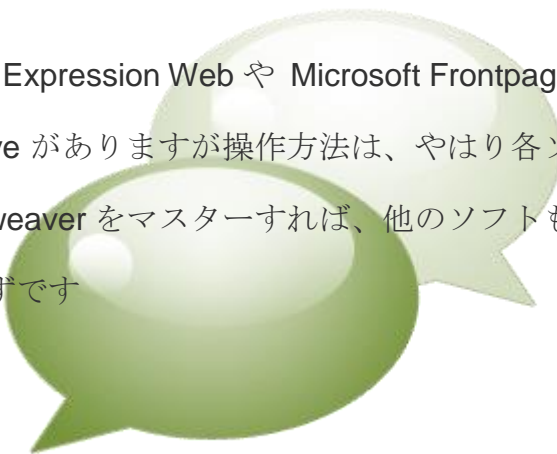 Expression Web や Microsoft Frontpag
ve がありますが操作方法は、やはり各
weaver をマスターすれば、他のソフトも
ずです